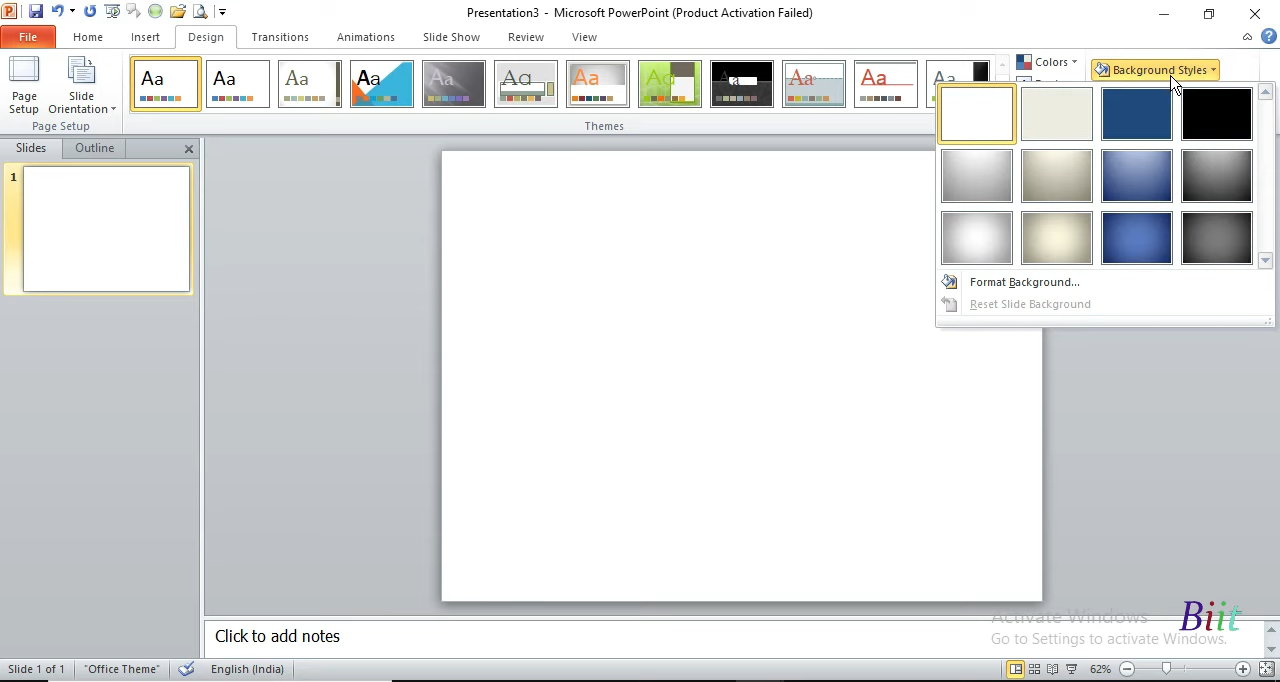 Presentation3 - Microsoft PowerPoint (Product Activation Failed)
File Home Insert Design Transitions Animations Slide Show Review View
Page Setup
Slide Orientation
Aa Aa Aa Aa Aa Aa Aa Aa Aa Aa Aa Aa
Colors
Background Styles
Page Setup
Themes
Slides Outline
1
Format Background...
Reset Slide Background
Click to add notes
Activate Windows
Go to Settings to activate Windows.
Biit
Slide 1 of 1 "Office Theme" English (India) 62%